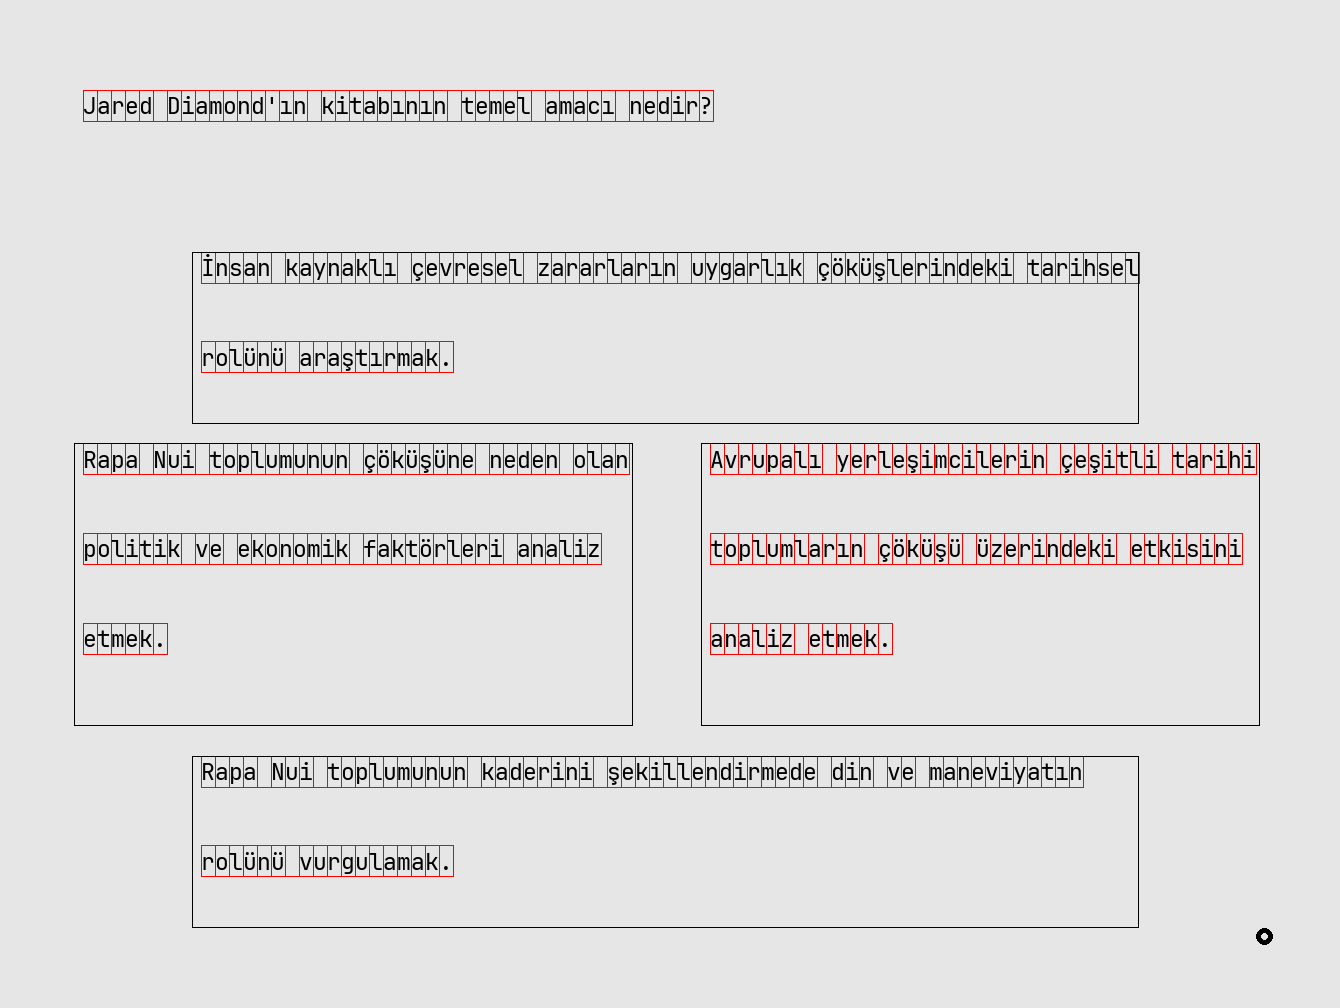 Jared Diamond'ın kitabının temel amacı nedir?
İnsan kaynaklı çevresel zararların uygarlık çöküşlerindeki tarihsel
rolünü araştırmak.
Rapa Nui toplumunun çöküşüne neden olan
politik ve ekonomik faktörleri analiz
etmek.
Avrupalı yerleşimcilerin çeşitli tarihi
toplumların çöküşü üzerindeki etkisini
analiz etmek.
Rapa Nui toplumunun kaderini şekillendirmede din ve maneviyatın
rolünü vurgulamak.